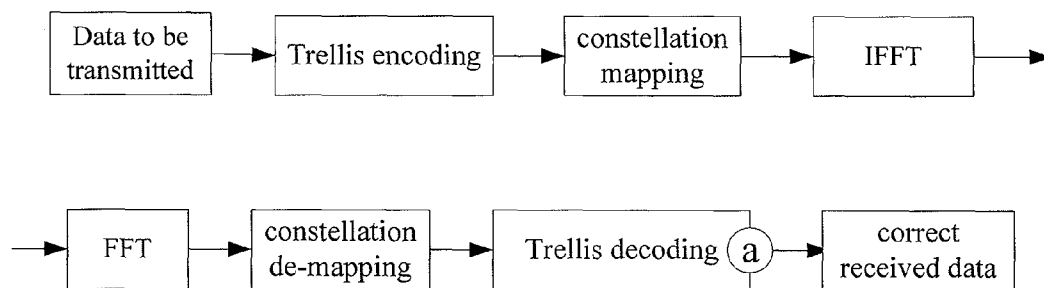 Data to be
transmitted
Trellis encoding
constellation
mapping
IFFT
FFT
constellation
de-mapping
Trellis decoding
a
correct
received data